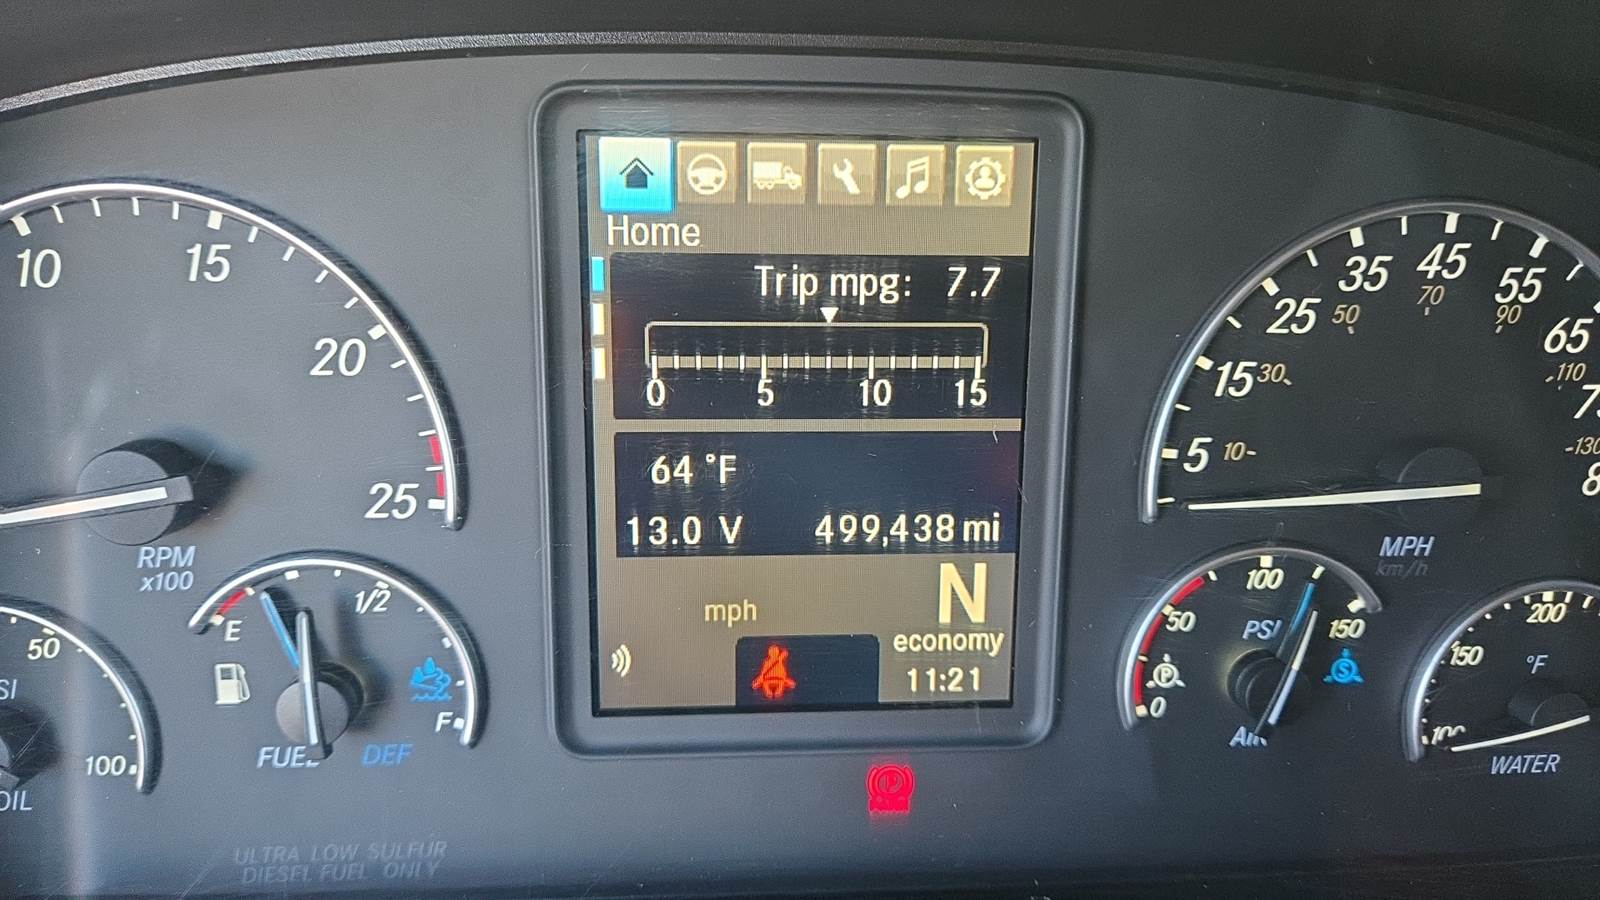 Home
Trip mpg: 7.7
0 5 10 15
64 °F
13.0 V 499,438 mi
mph
N
economy
11:21
10 15 20 25
RPM
x100
E 1/2 F
FUEL DEF
ULTRA LOW SULFUR
DIESEL FUEL ONLY
50
100
OIL
5 15 25 35 45 55 65
10 30 50 70 90 110 130
MPH
km/h
0 50 100 150
PSI
P
S
Air
100 150 200
°F
WATER